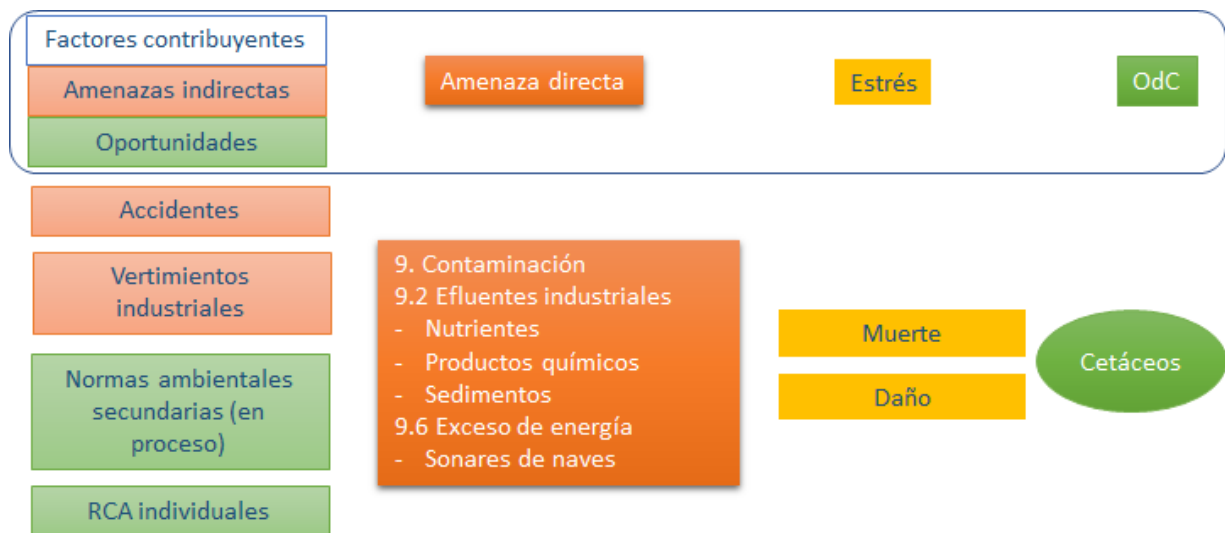 Factores contribuyentes
Amenazas indirectas
Oportunidades
Amenaza directa
Estrés
OdC
Accidentes
Vertimientos
industriales
Normas ambientales
secundarias (en
proceso)
RCA individuales
9. Contaminación
9.2 Efluentes industriales
- Nutrientes
- Productos químicos
- Sedimentos
9.6 Exceso de energía
- Sonares de naves
Muerte
Daño
Cetáceos